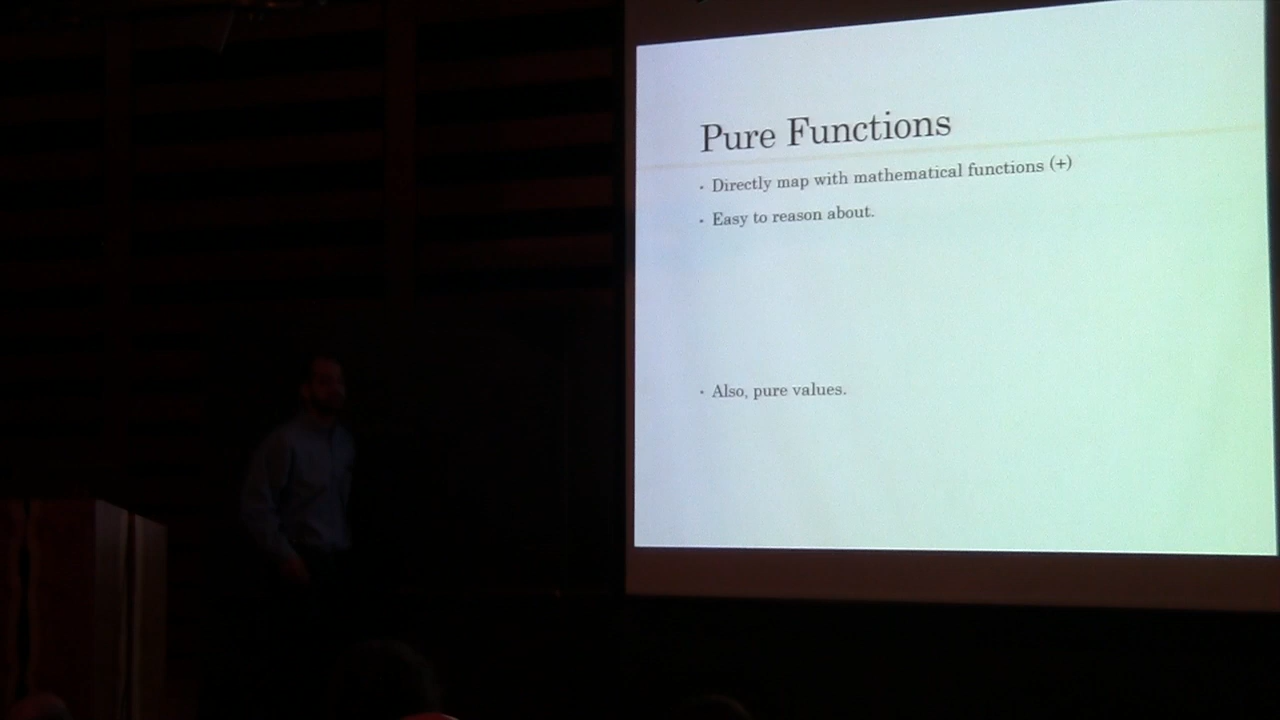 Pure Functions
· Directly map with mathematical functions (+)
· Easy to reason about.
· Also, pure values.